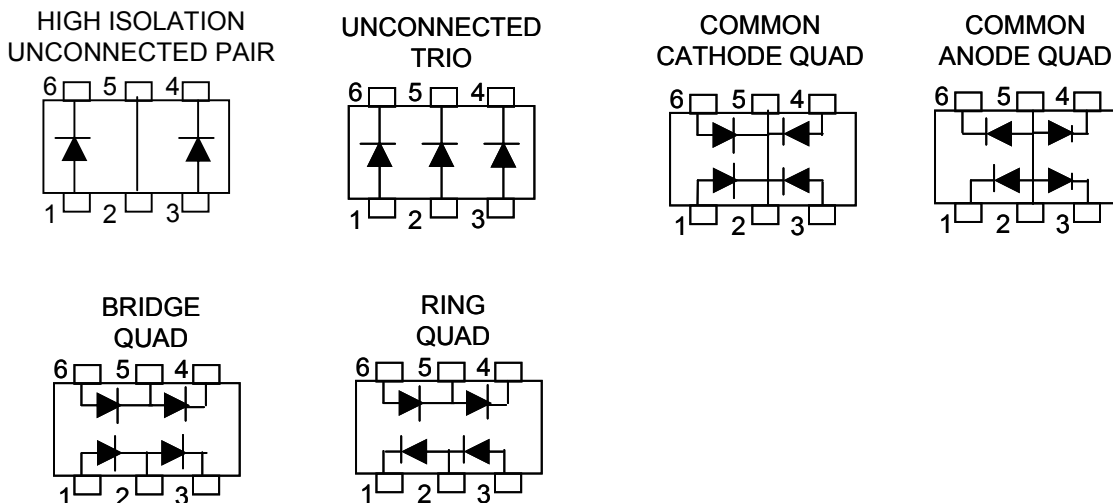 HIGH ISOLATION
UNCONNECTED PAIR
6 5 4
1 2 3
UNCONNECTED
TRIO
6 5 4
1 2 3
COMMON
CATHODE QUAD
6 5 4
1 2 3
COMMON
ANODE QUAD
6 5 4
1 2 3
BRIDGE
QUAD
6 5 4
1 2 3
RING
QUAD
6 5 4
1 2 3